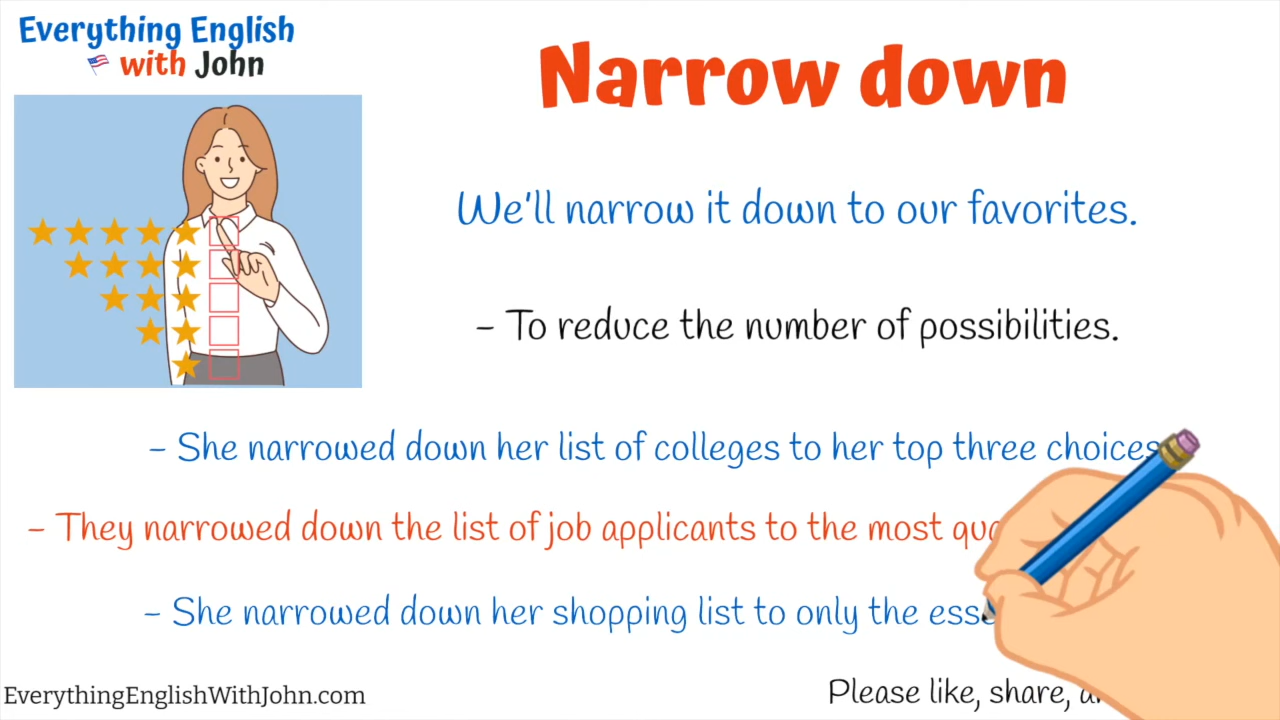 Everything English
with John
Narrow down
We'll narrow it down to our favorites.
- To reduce the number of possibilities.
- She narrowed down her list of colleges to her top three choices
- They narrowed down the list of job applicants to the most
- She narrowed down her shopping list to only the
EverythingEnglishWithJohn.com
Please like, share,